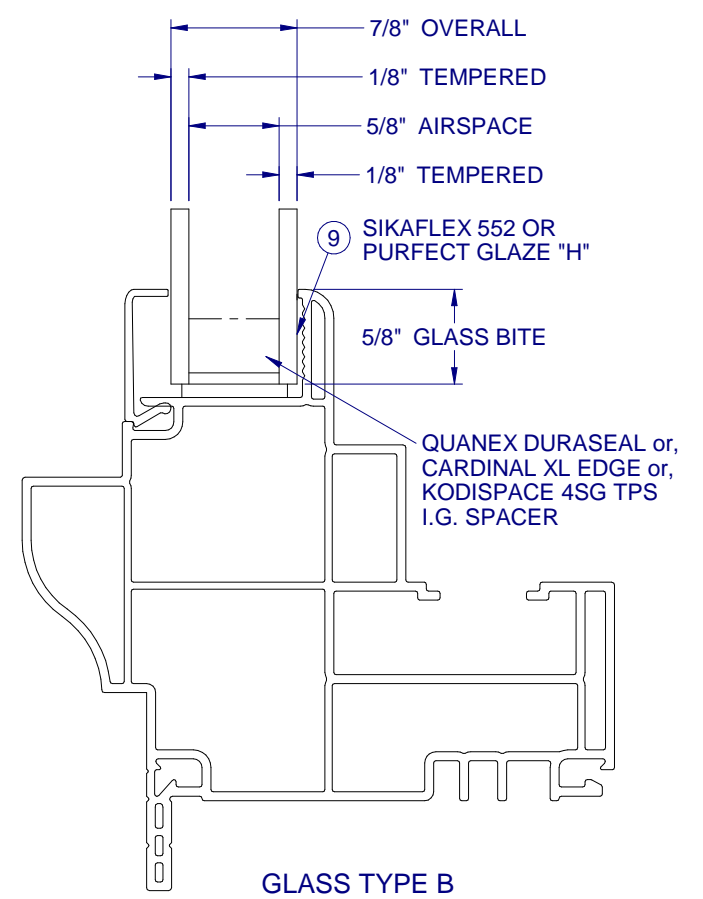 7/8" OVERALL
1/8" TEMPERED
5/8" AIRSPACE
1/8" TEMPERED
9
SIKAFLEX 552 OR
PURFECT GLAZE "H"
5/8" GLASS BITE
QUANEX DURASEAL or,
CARDINAL XL EDGE or,
KODISPACE 4SG TPS
I.G. SPACER
GLASS TYPE B